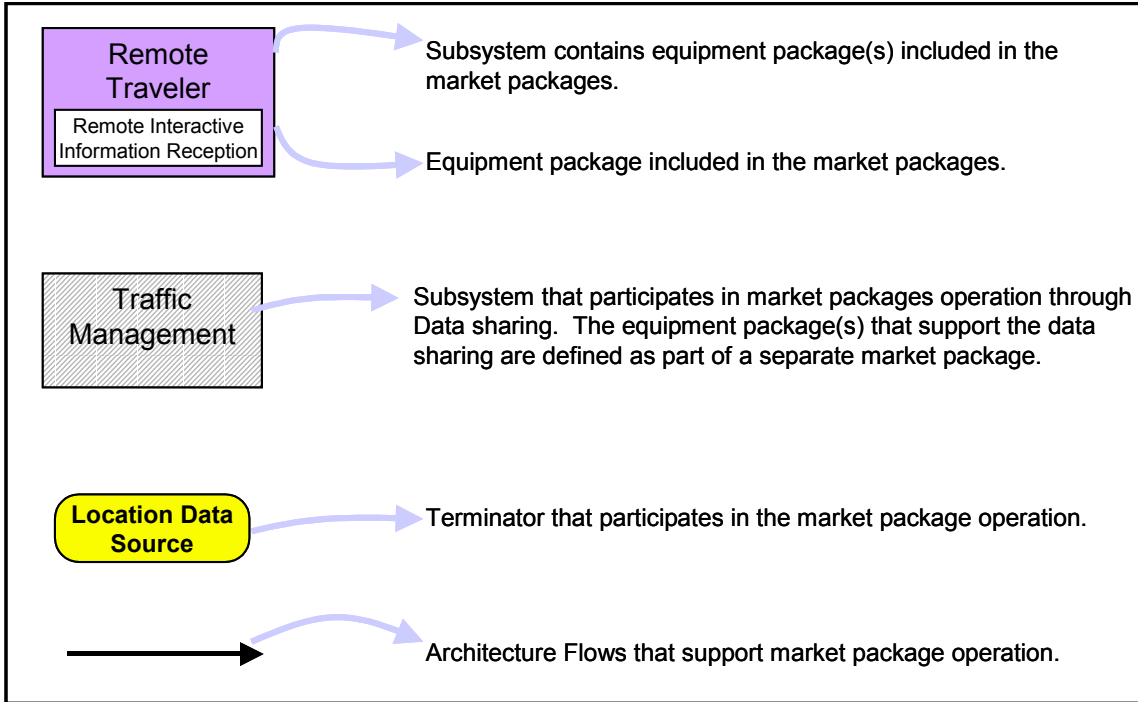 Remote
Traveler
Remote Interactive
Information Reception
Subsystem contains equipment package(s) included in the
market packages.
Equipment package included in the market packages.
Traffic
Management
Subsystem that participates in market packages operation through
Data sharing.  The equipment package(s) that support the data
sharing are defined as part of a separate market package.
Location Data
Source
Terminator that participates in the market package operation.
Architecture Flows that support market package operation.